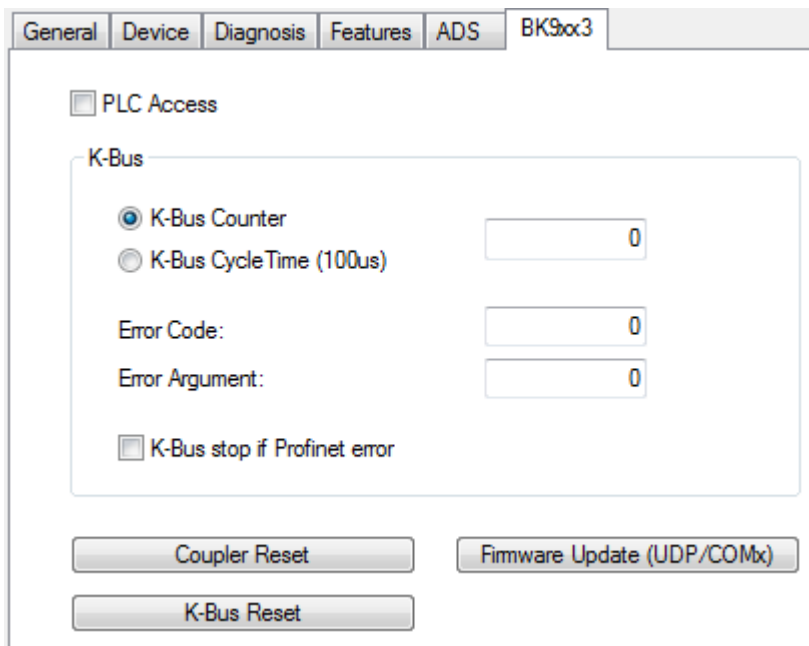 General Device Diagnosis Features ADS BK9xx3
PLC Access
K-Bus
K-Bus Counter
0
K-Bus CycleTime (100us)
Error Code: 0
Error Argument: 0
K-Bus stop if Profinet error
Coupler Reset Firmware Update (UDP/COMx)
K-Bus Reset